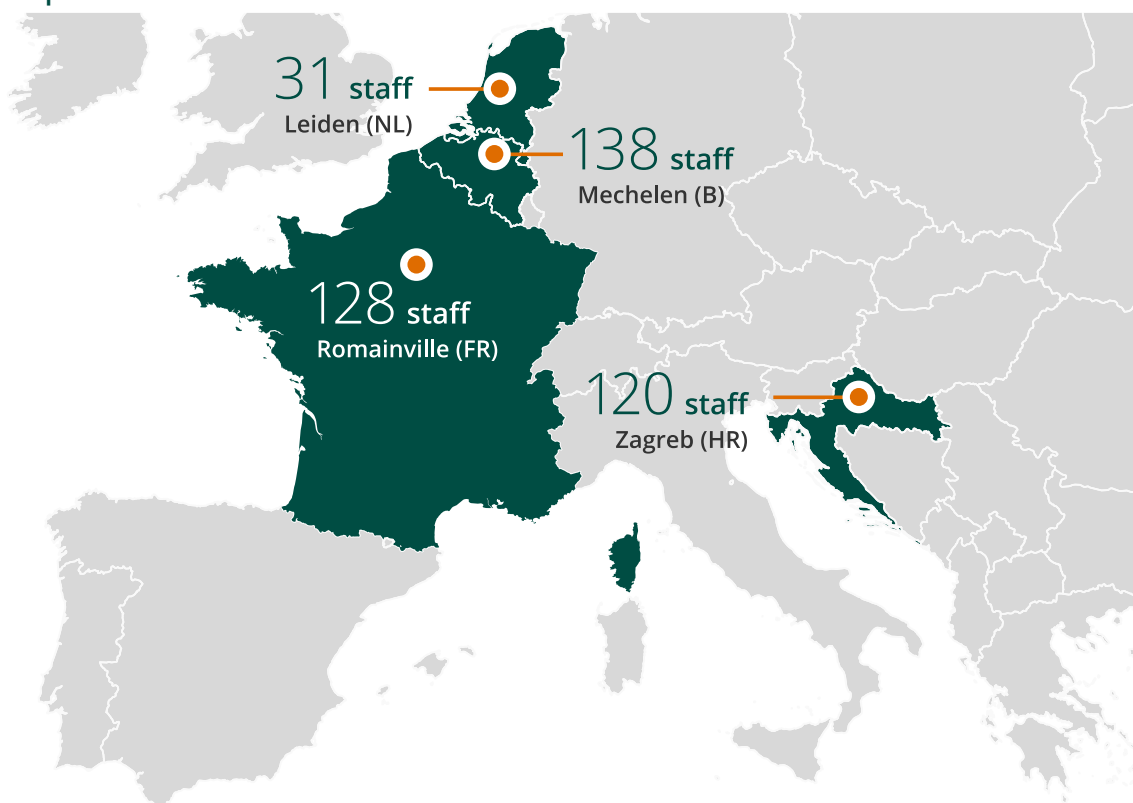 31 staff
Leiden (NL)
138 staff
Mechelen (B)
128 staff
Romainville (FR)
120 staff
Zagreb (HR)